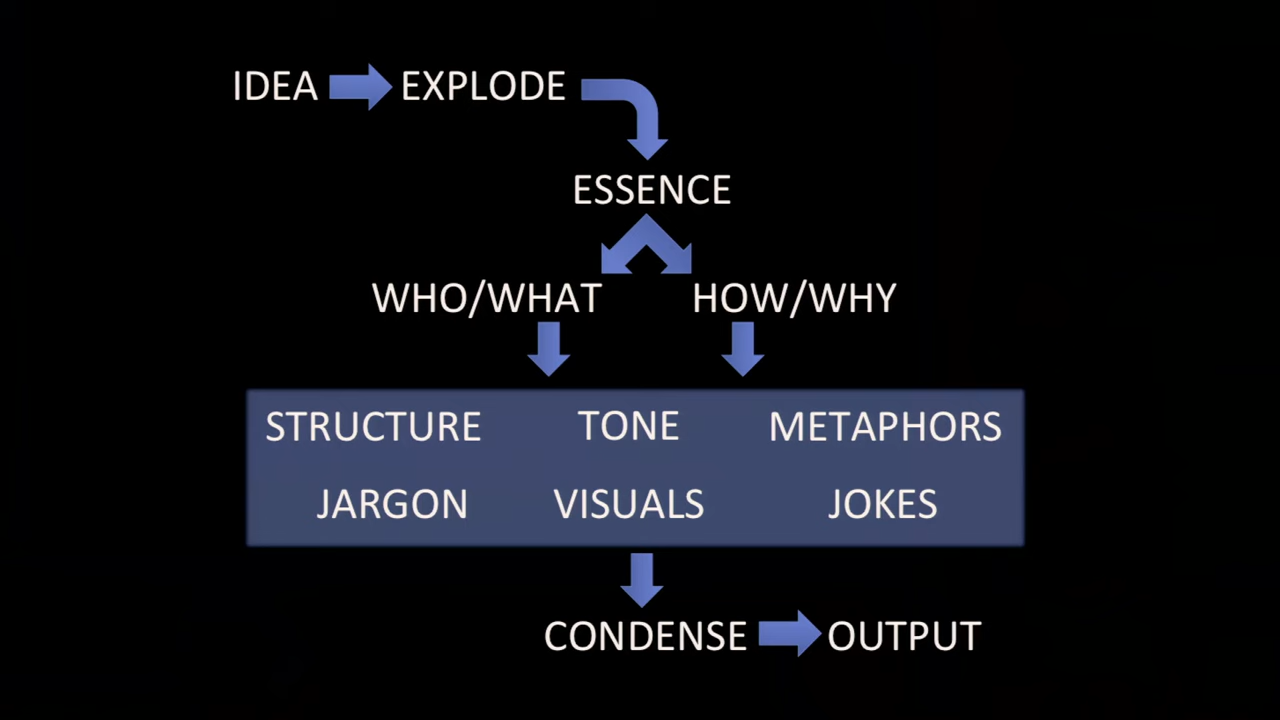 IDEA EXPLODE
ESSENCE
WHO/WHAT HOW/WHY
STRUCTURE TONE METAPHORS
JARGON VISUALS JOKES
CONDENSE OUTPUT